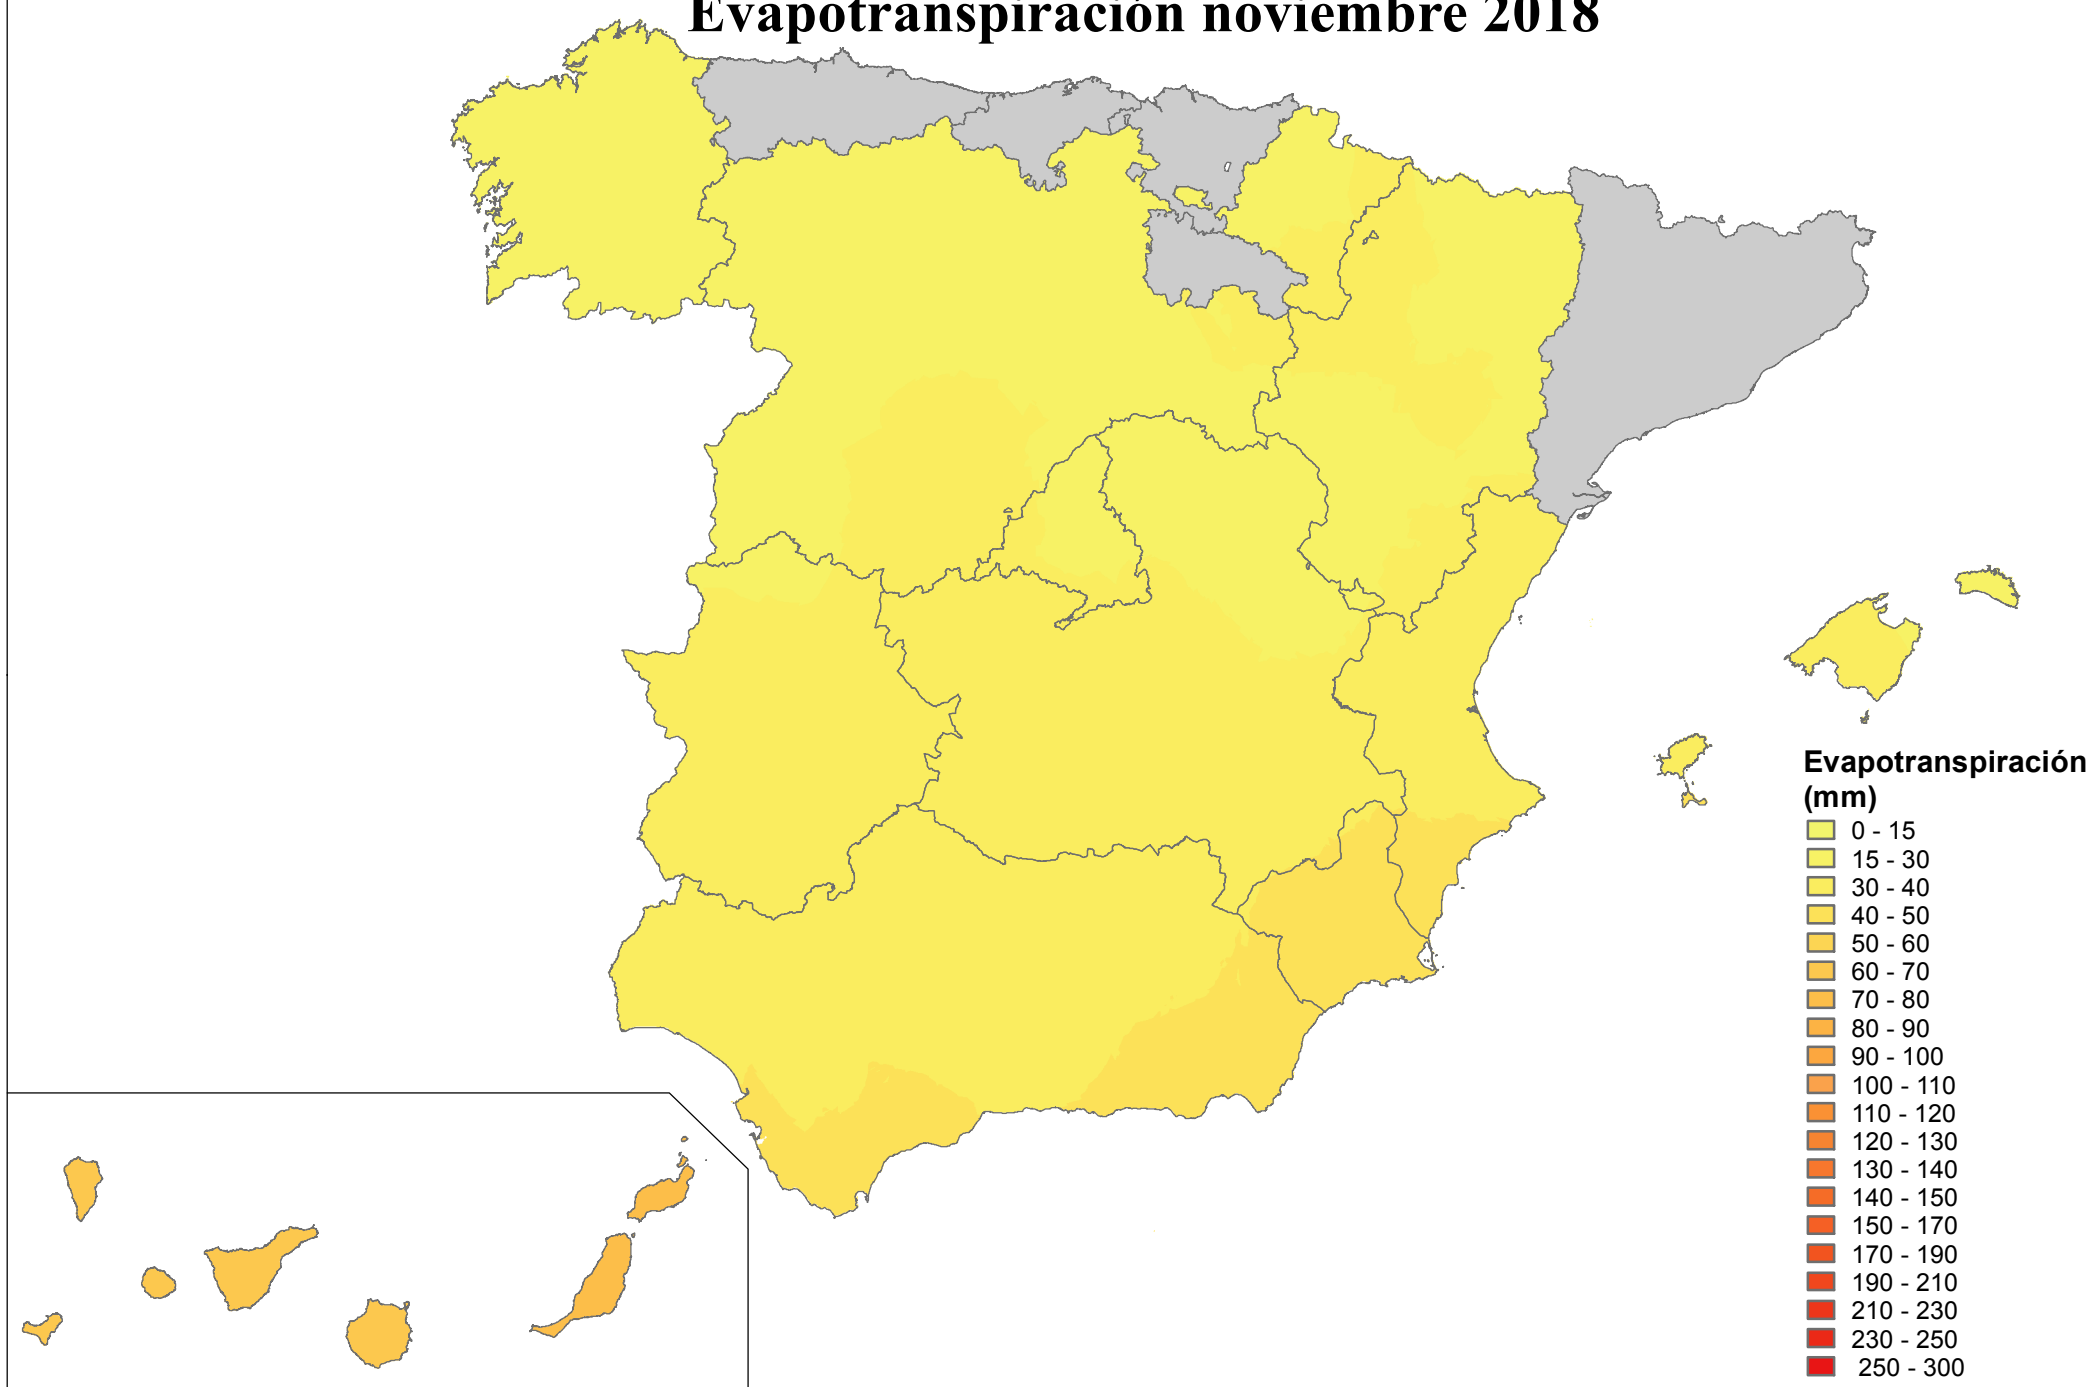 Evapotranspiración noviembre 2018
Evapotranspiración
(mm)
0 - 15
15 - 30
30 - 40
40 - 50
50 - 60
60 - 70
70 - 80
80 - 90
90 - 100
100 - 110
110 - 120
120 - 130
130 - 140
140 - 150
150 - 170
170 - 190
190 - 210
210 - 230
230 - 250
250 - 300